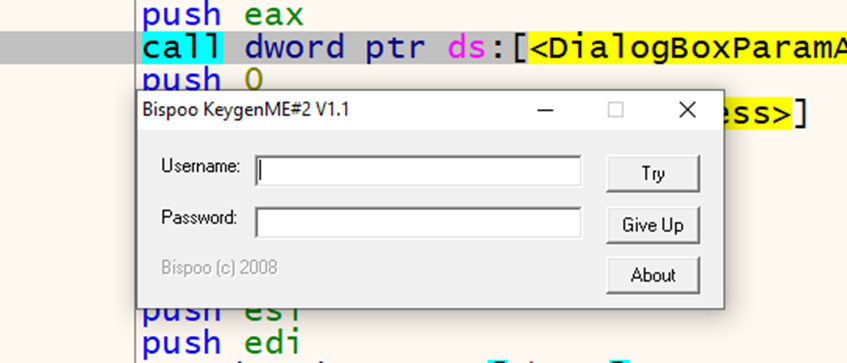 push eax
call dword ptr ds:[<DialogBoxParamA
push 0
ess>]
Bispoo KeygenME#2 V1.1
Username:
Try
Password:
Give Up
Bispoo (c) 2008
About
push esi
push edi